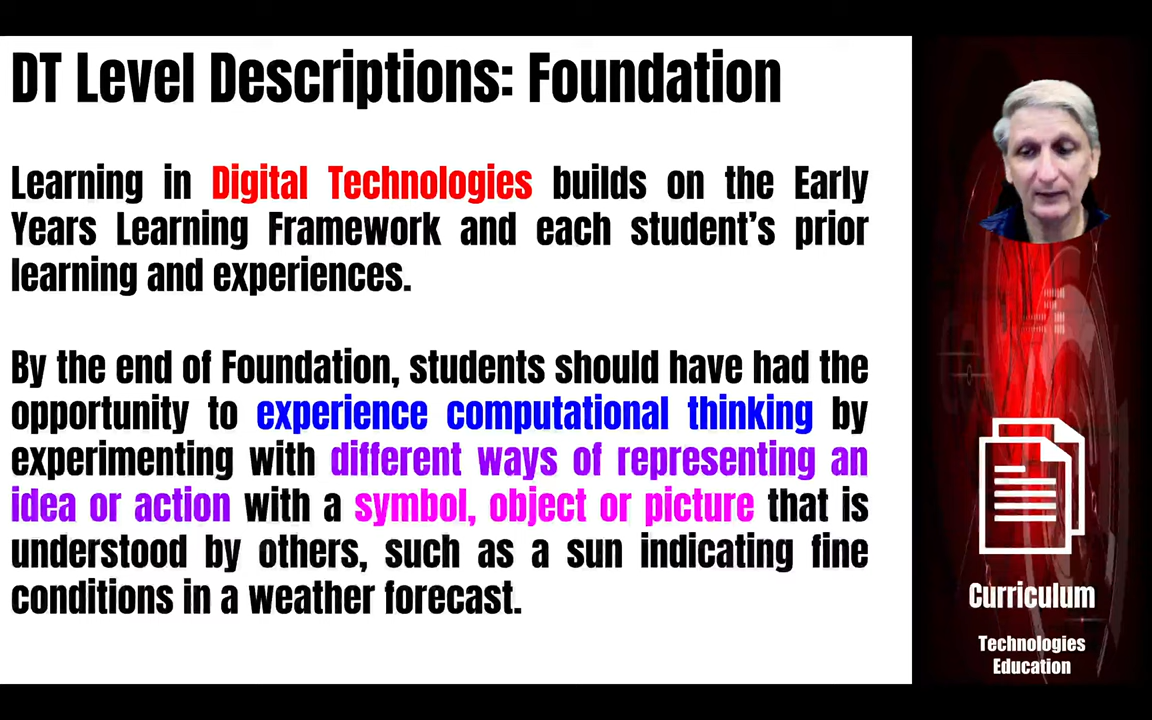 DT Level Descriptions: Foundation
Learning in Digital Technologies builds on the Early
Years Learning Framework and each student’s prior
learning and experiences.
By the end of Foundation, students should have had the
opportunity to experience computational thinking by
experimenting with different ways of representing an
idea or action with a symbol, object or picture that is
understood by others, such as a sun indicating fine
conditions in a weather forecast.
Curriculum
Technologies
Education